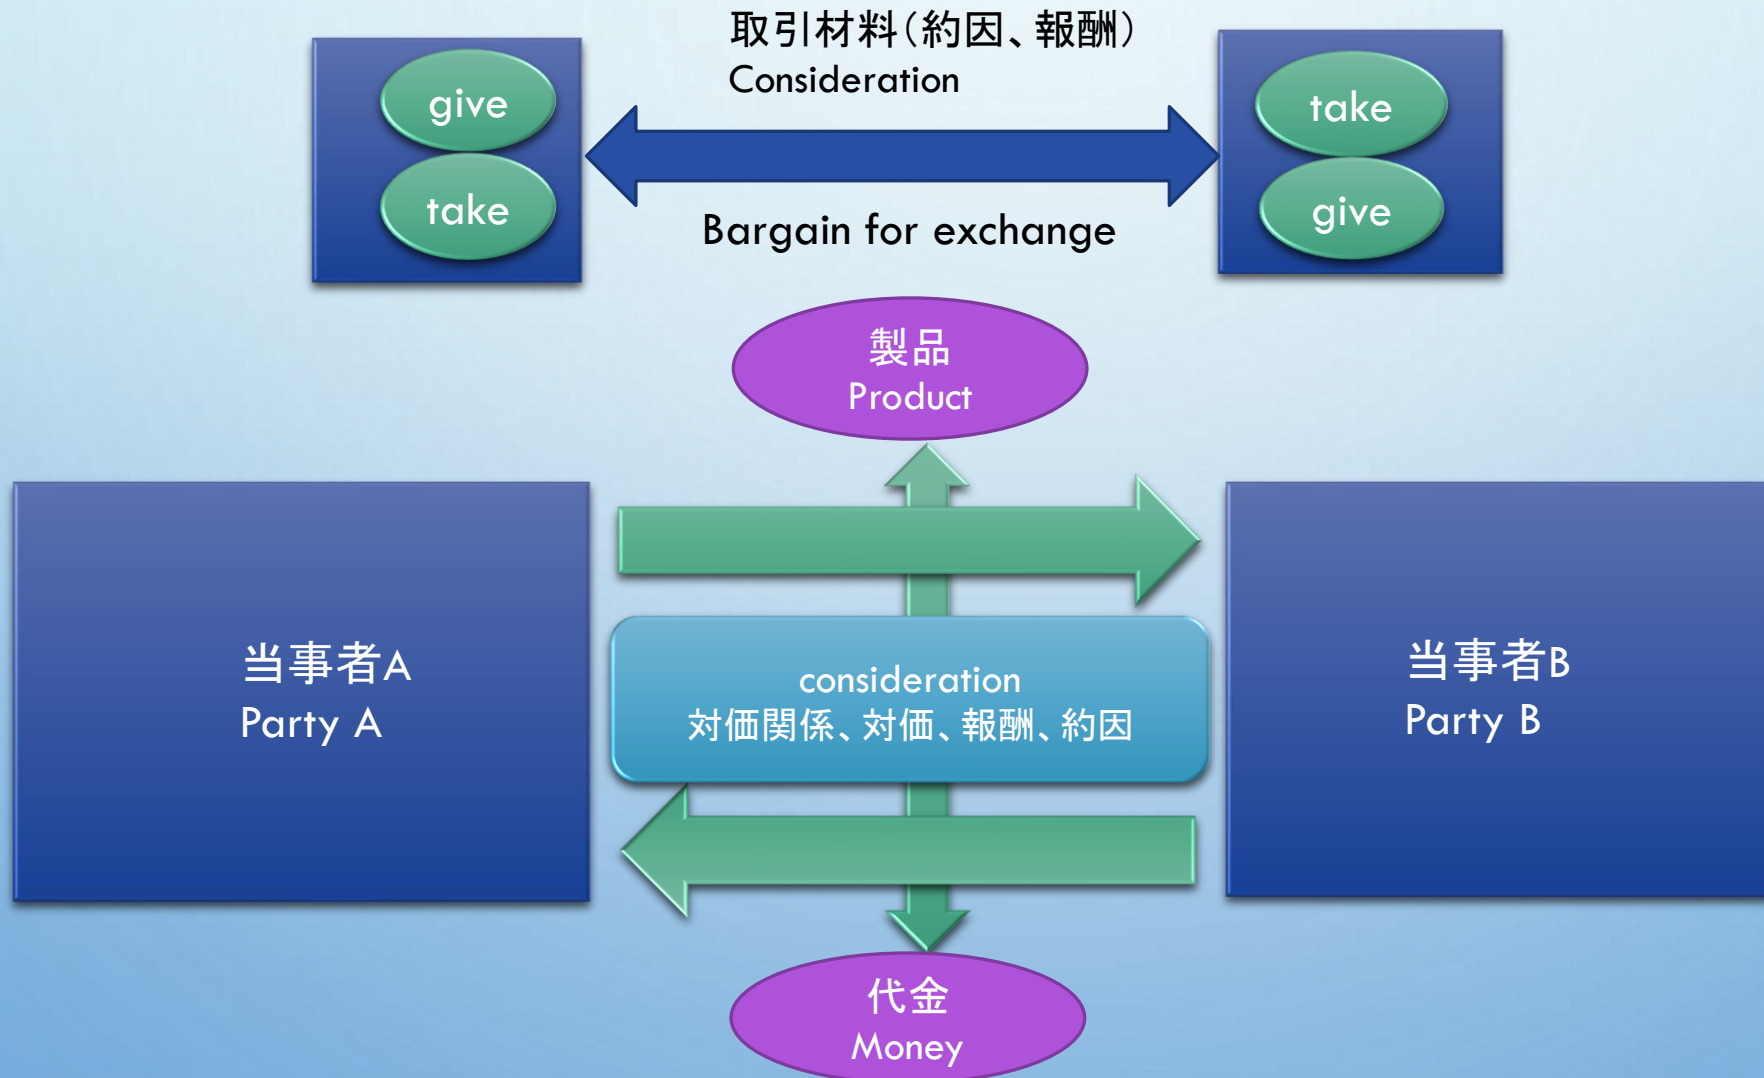 取引材料（約因、報酬）
Consideration
give
take
take
give
Bargain for exchange
製品
Product
当事者A
Party A
consideration
対価関係、対価、報酬、約因
当事者B
Party B
代金
Money